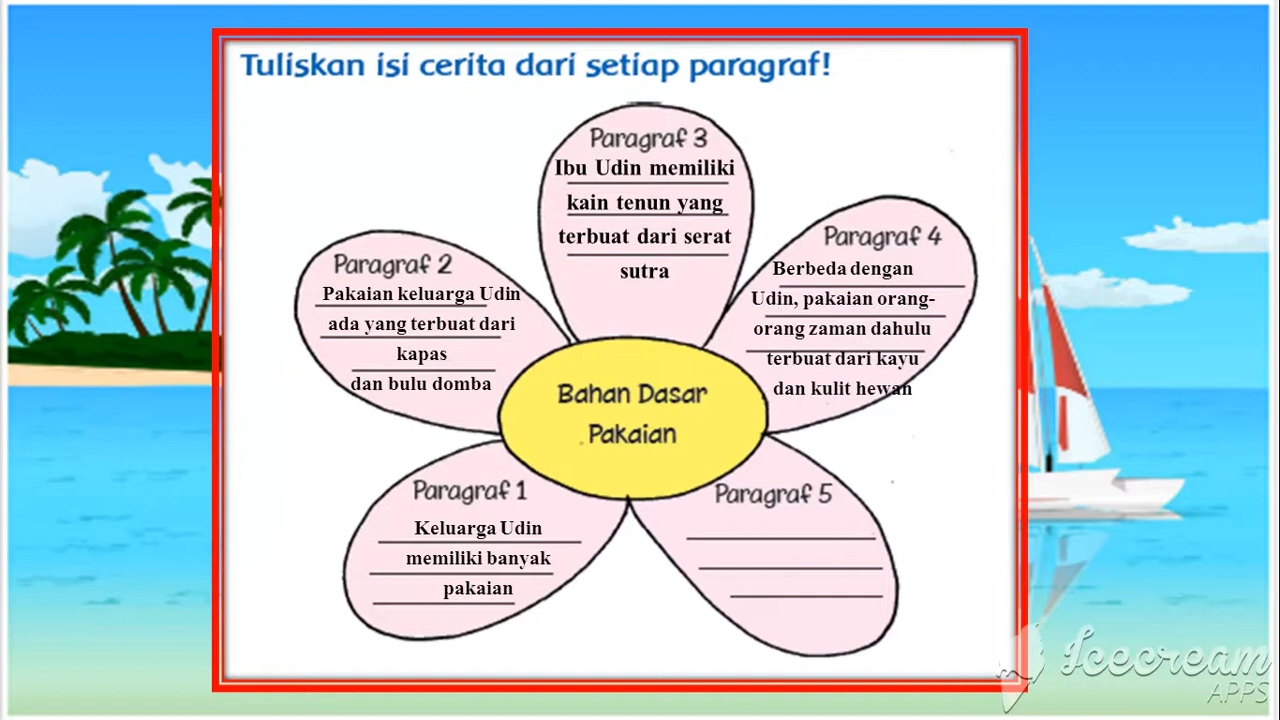 Tuliskan isi cerita dari setiap paragraf!
Paragraf 3
Ibu Udin memiliki
kain tenun yang
terbuat dari serat
sutra
Paragraf 4
Berbeda dengan
Udin, pakaian orang-
orang zaman dahulu
terbuat dari kayu
dan kulit hewan
Paragraf 2
Pakaian keluarga Udin
ada yang terbuat dari
kapas
dan bulu domba
Bahan Dasar
Pakaian
Paragraf 1
Keluarga Udin
memiliki banyak
pakaian
Paragraf 5
Icecream
APPS